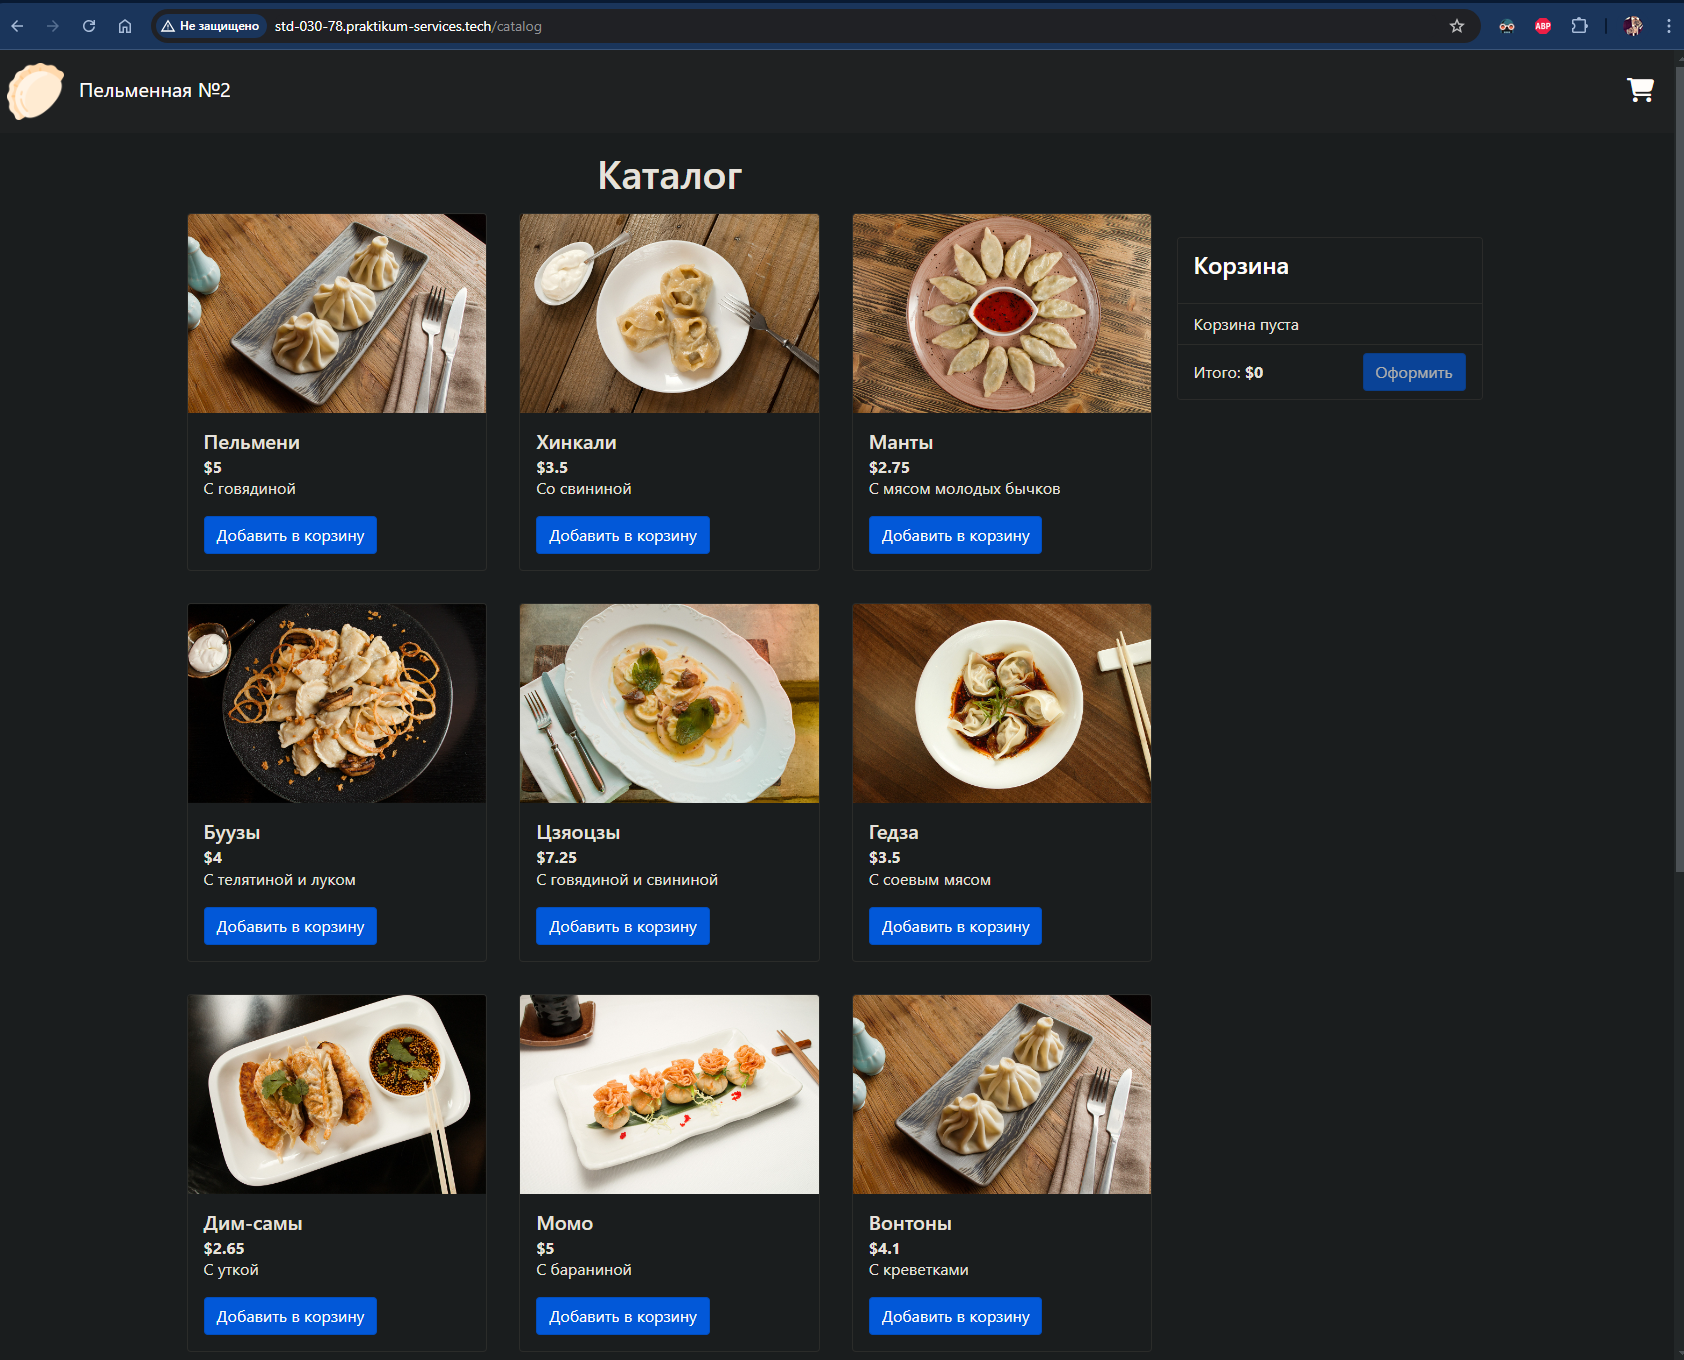 Не защищено std-030-78.praktikum-services.tech/catalog
ABP
Пельменная №2
Каталог
Пельмени
$5
С говядиной
Добавить в корзину
Хинкали
$3.5
Со свининой
Добавить в корзину
Манты
$2.75
С мясом молодых бычков
Добавить в корзину
Корзина
Корзина пуста
Итого: $0 Оформить
Буузы
$4
С телятиной и луком
Добавить в корзину
Цзяоцзы
$7.25
С говядиной и свининой
Добавить в корзину
Гедза
$3.5
С соевым мясом
Добавить в корзину
Дим-самы
$2.65
С уткой
Добавить в корзину
Момо
$5
С бараниной
Добавить в корзину
Вонтоны
$4.1
С креветками
Добавить в корзину